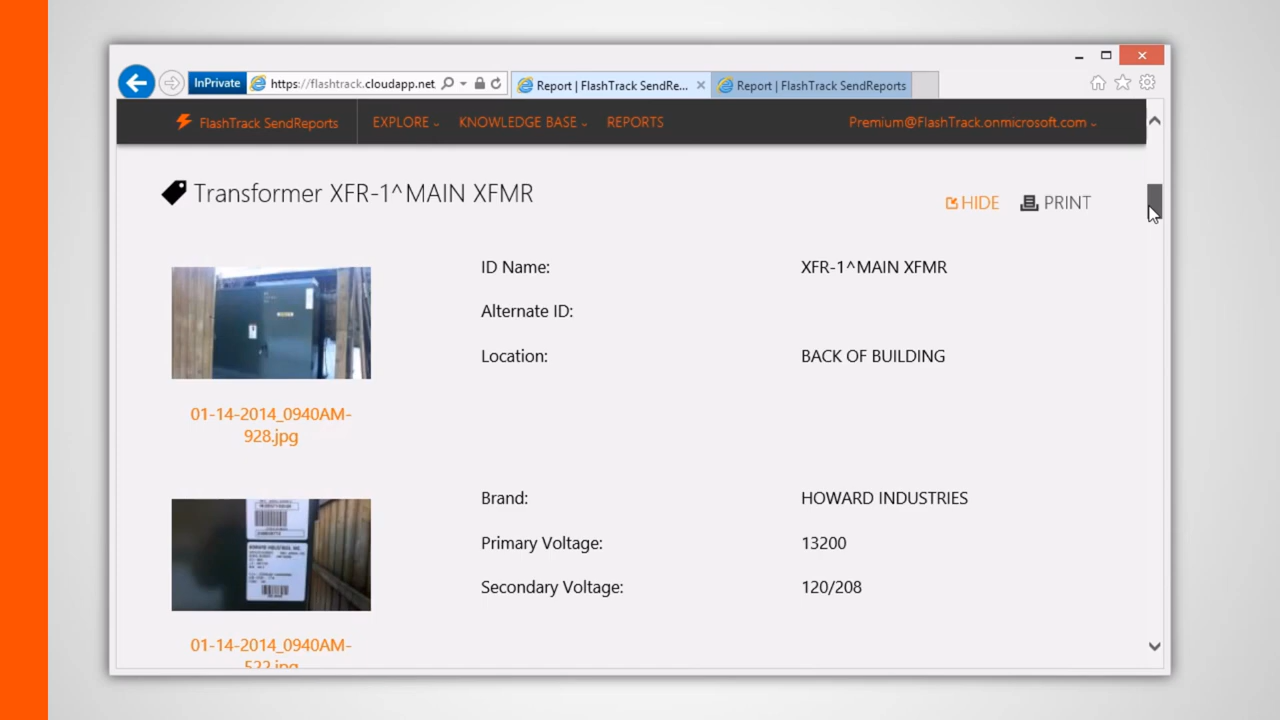 InPrivate
https://flashtrack.cloudapp.net
Report | FlashTrack SendRe...
Report | FlashTrack SendReports
FlashTrack SendReports
EXPLORE
KNOWLEDGE BASE
REPORTS
Premium@FlashTrack.onmicrosoft.com
Transformer XFR-1^MAIN XFMR
HIDE
PRINT
ID Name: XFR-1^MAIN XFMR
Alternate ID:
Location: BACK OF BUILDING
01-14-2014_0940AM-
928.jpg
Brand: HOWARD INDUSTRIES
Primary Voltage: 13200
Secondary Voltage: 120/208
01-14-2014_0940AM-
522.jpg